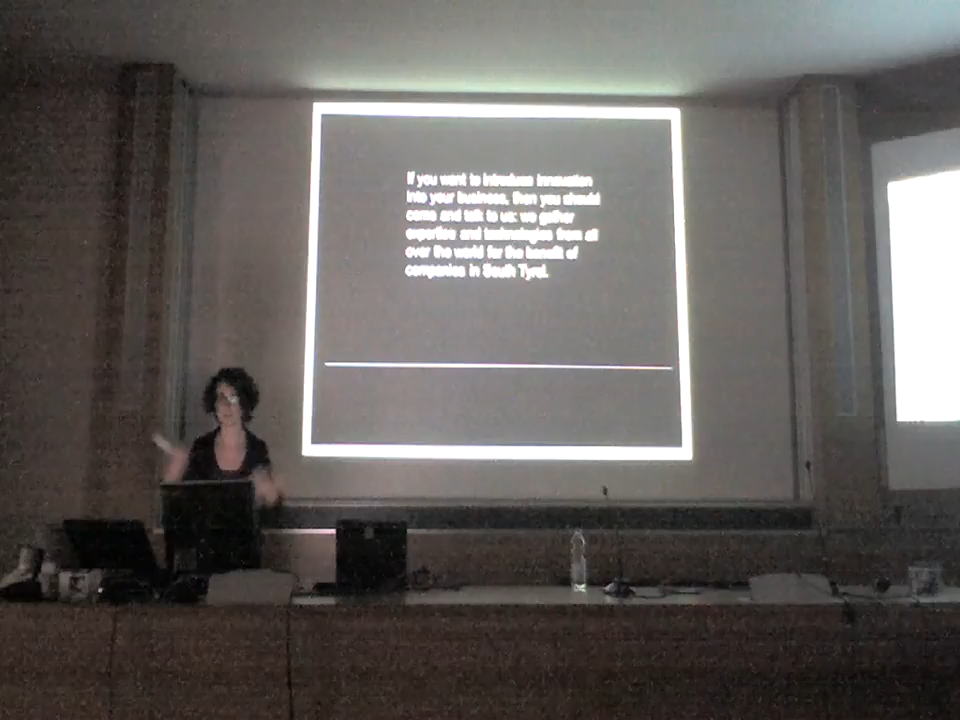 If you want to introduce innovation
into your business, then you should
come and talk to us: we gather
expertise and technologies from all
over the world for the benefit of
companies in South Tyrol.